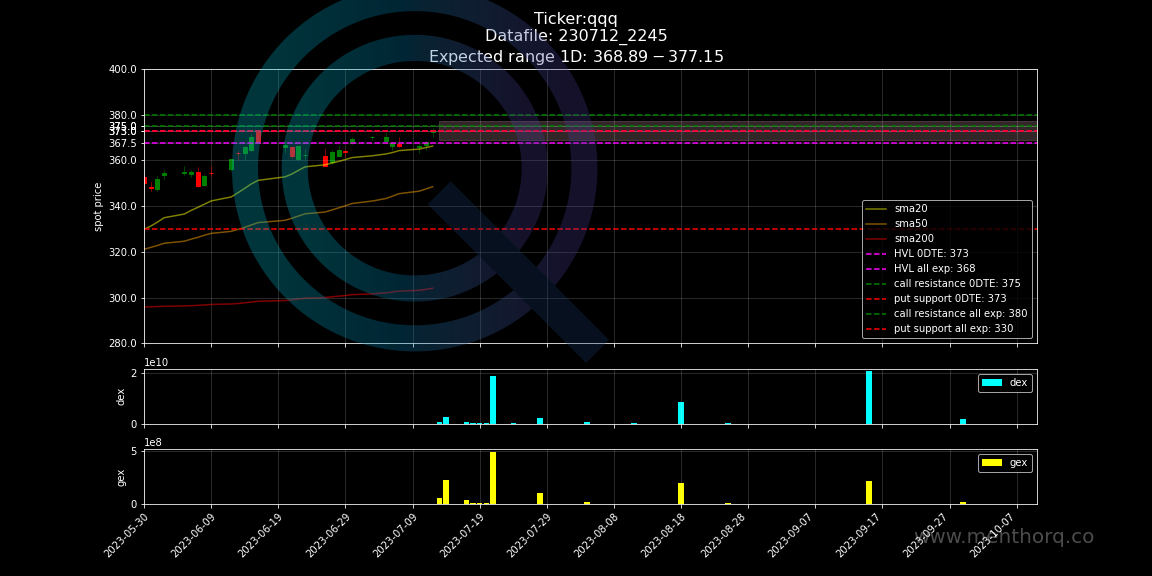 Ticker:qqq
Datafile: 230712_2245
Expected range 1D: 368.89 − 377.15
400.0
380.0
375.0
373.0
367.5
360.0
340.0
320.0
300.0
280.0
spot price
sma20
sma50
sma200
HVL 0DTE: 373
HVL all exp: 368
call resistance 0DTE: 375
put support 0DTE: 373
call resistance all exp: 380
put support all exp: 330
1e10
2
0
dex
dex
1e8
5
0
gex
gex
2023-05-30
2023-06-09
2023-06-19
2023-06-29
2023-07-09
2023-07-19
2023-07-29
2023-08-08
2023-08-18
2023-08-28
2023-09-07
2023-09-17
2023-09-27
2023-10-07
www.menthorq.co